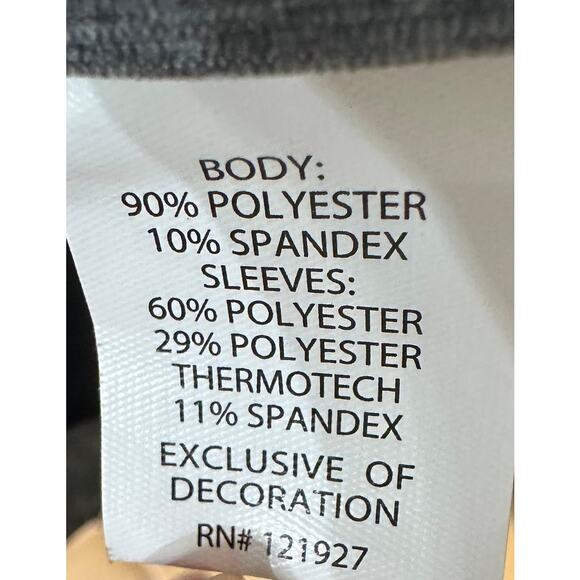 BODY:
90% POLYESTER
10% SPANDEX
SLEEVES:
60% POLYESTER
29% POLYESTER
THERMOTECH
11% SPANDEX
EXCLUSIVE OF
DECORATION
RN# 121927